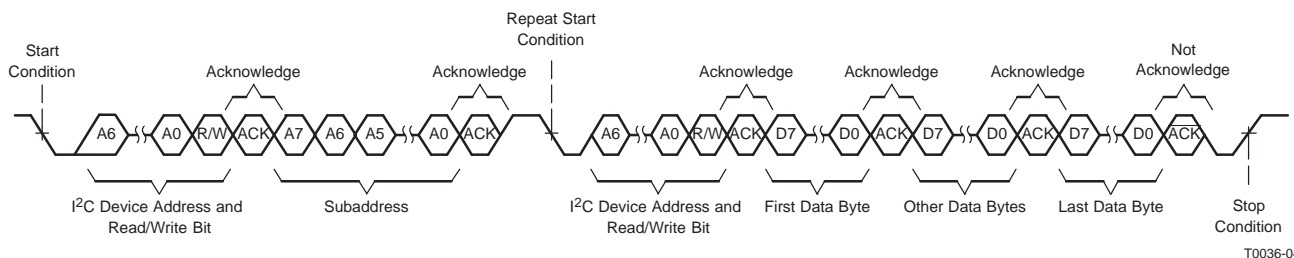 Repeat Start
Condition
Start
Condition
Not
Acknowledge
Acknowledge
Acknowledge
Acknowledge
Acknowledge
Acknowledge
A6 A0 R/W ACK A7 A6 A5 A0 ACK A6 A0 R/W ACK D7 D0 ACK D7 D0 ACK D7 D0 ACK
I2C Device Address and
Read/Write Bit
Subaddress
I2C Device Address and
Read/Write Bit
First Data Byte
Other Data Bytes
Last Data Byte
Stop
Condition